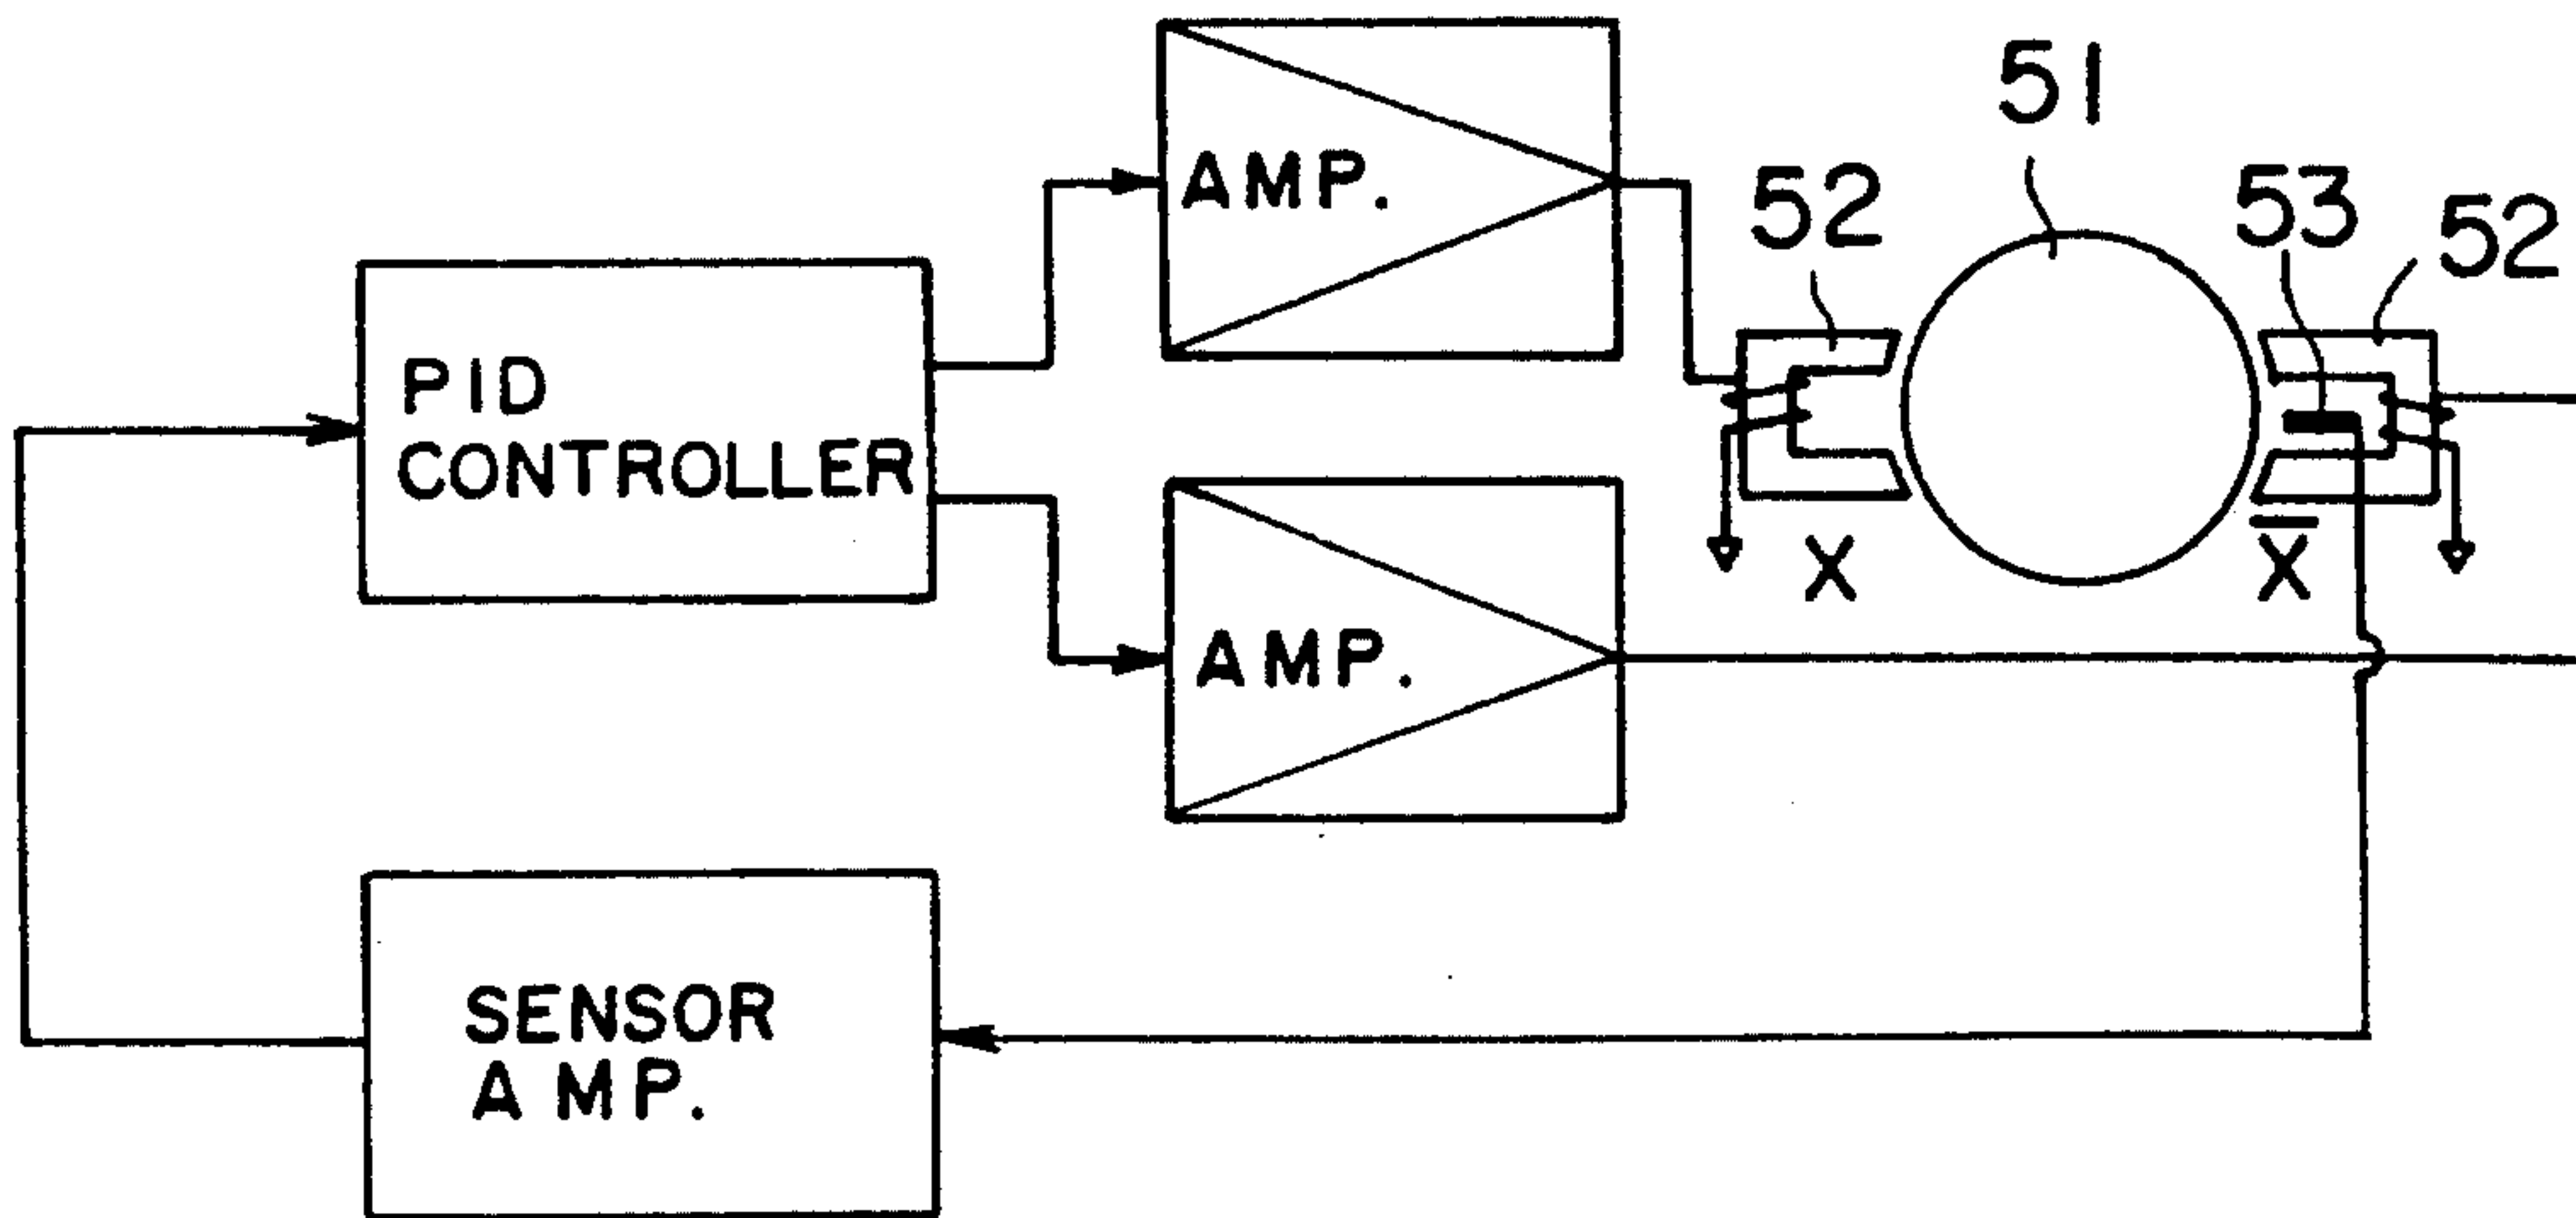 51
AMP.
52
53
52
PID
CONTROLLER
X
X̅
AMP.
SENSOR
AMP.